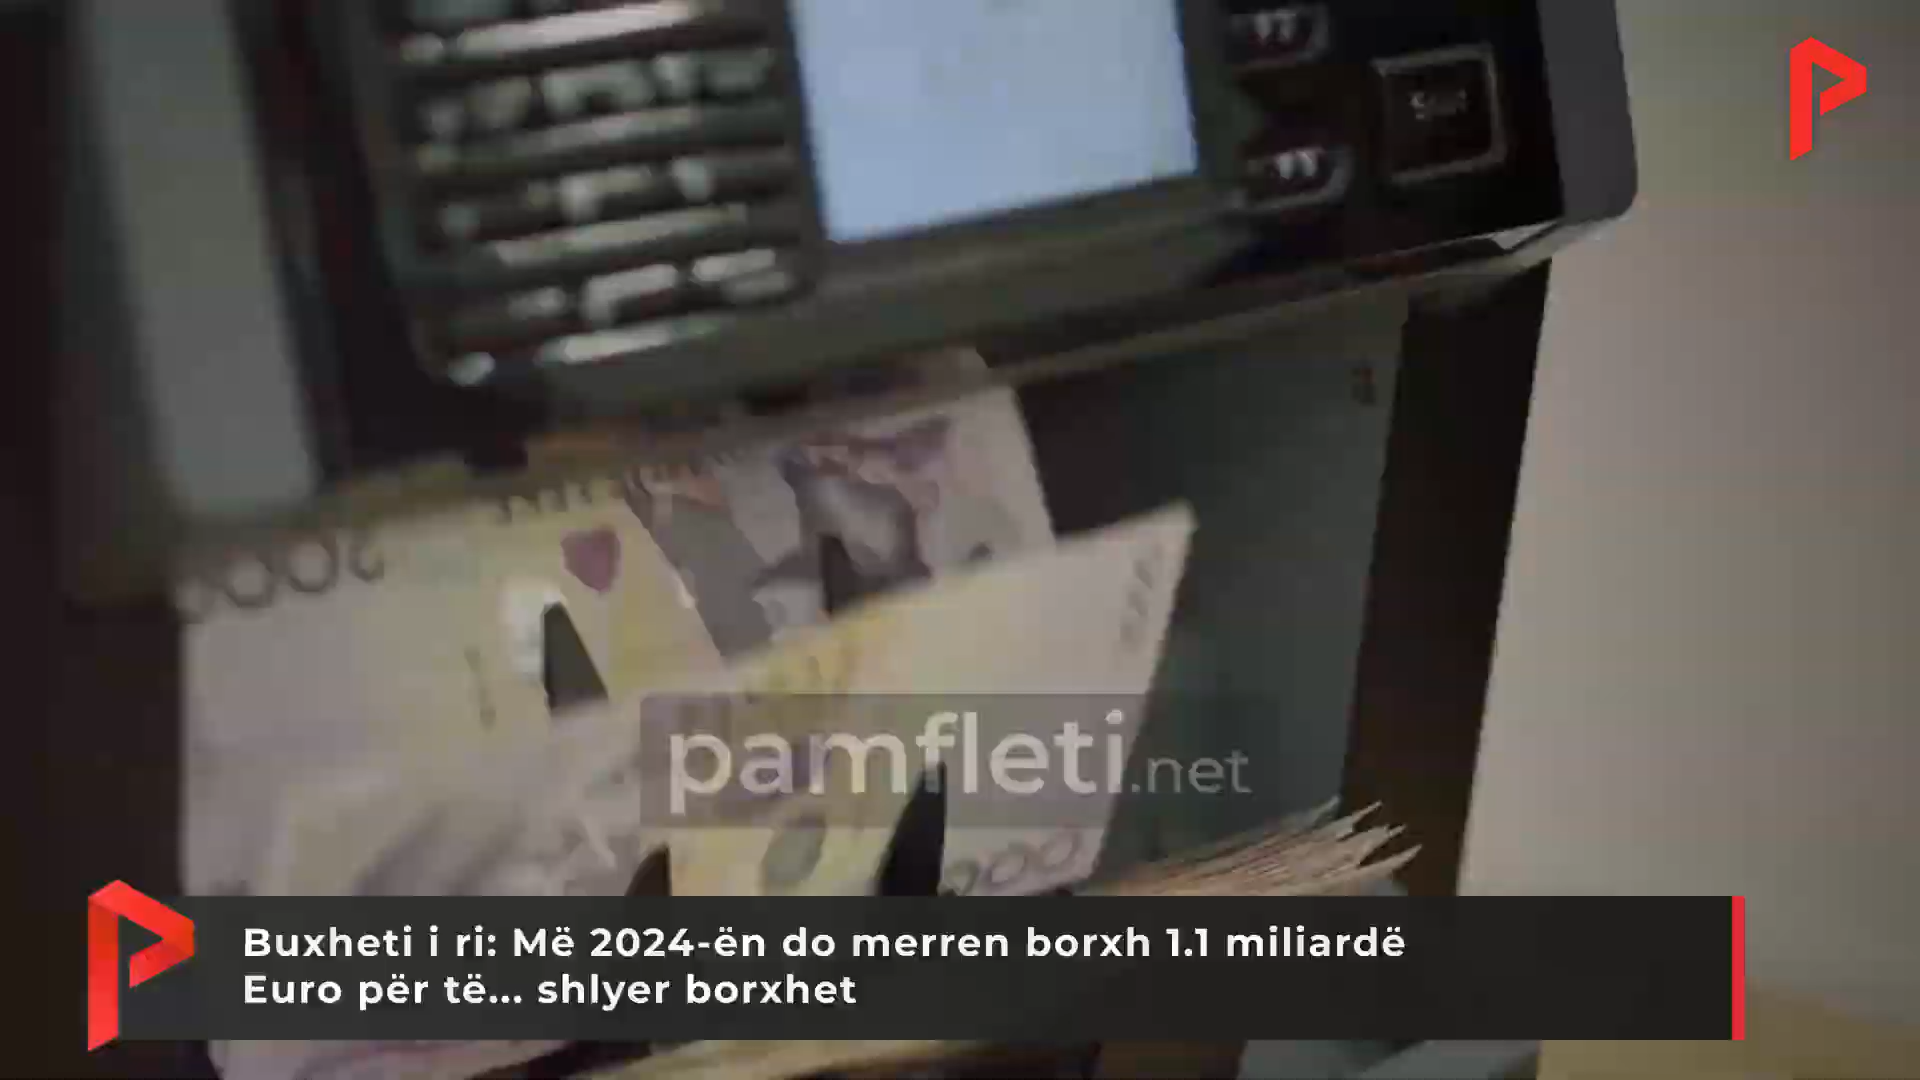 pamfleti.net
Buxheti i ri: Më 2024-ën do merren borxh 1.1 miliardë
Euro për të... shlyer borxhet